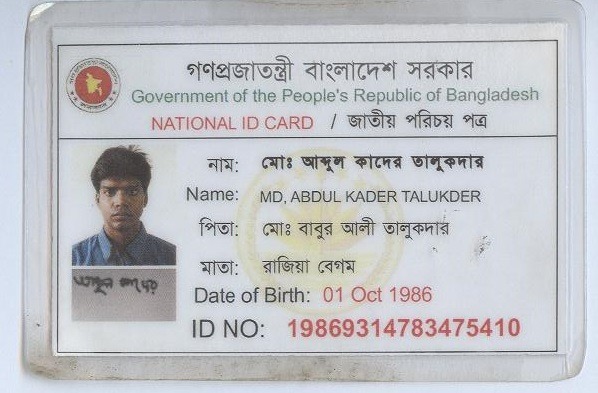 গণপ্রজাতন্ত্রী বাংলাদেশ সরকার
Government of the People's Republic of Bangladesh
NATIONAL ID CARD / জাতীয় পরিচয় পত্র
নাম: মোঃ আব্দুল কাদের তালুকদার
Name: MD, ABDUL KADER TALUKDER
পিতা: মোঃ বাবুর আলী তালুকদার
মাতা: রাজিয়া বেগম
আব্দুল কাদের
Date of Birth: 01 Oct 1986
ID NO: 19869314783475410